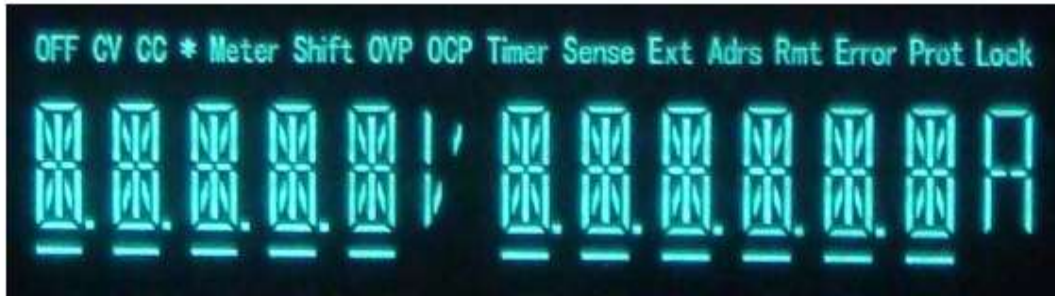 OFF CV CC * Meter Shift OVP OCP Timer Sense Ext Adrs Rmt Error Prot Lock
V A